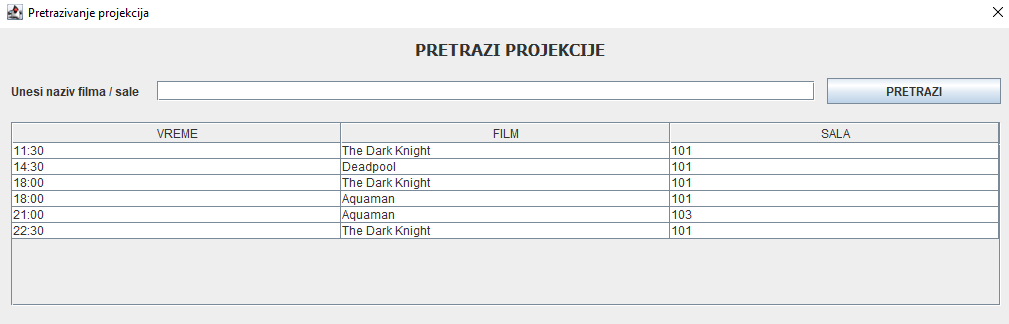 Pretrazivanje projekcija
PRETRAZI PROJEKCIJE
Unesi naziv filma / sale PRETRAZI
VREME FILM SALA
11:30 The Dark Knight 101
14:30 Deadpool 101
18:00 The Dark Knight 101
18:00 Aquaman 101
21:00 Aquaman 103
22:30 The Dark Knight 101